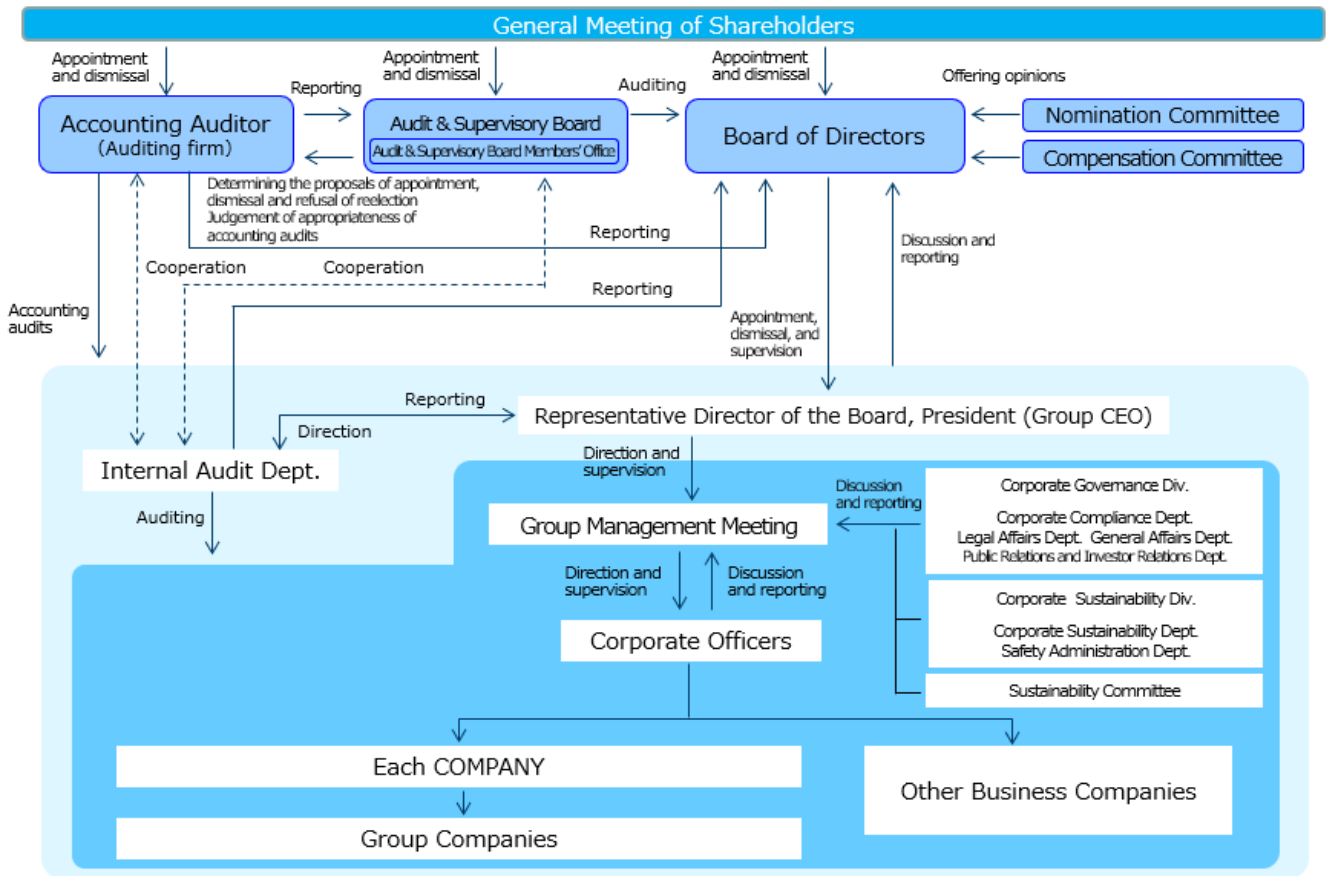 General Meeting of Shareholders
Appointment
and dismissal
Appointment
and dismissal
Appointment
and dismissal
Reporting
Auditing
Offering opinions
Accounting Auditor
(Auditing firm)
Audit & Supervisory Board
Audit & Supervisory Board Members' Office
Board of Directors
Nomination Committee
Compensation Committee
Determining the proposals of appointment,
dismissal and refusal of reelection
Judgement of appropriateness of
accounting audits
Reporting
Discussion and
reporting
Cooperation
Cooperation
Reporting
Accounting
audits
Appointment,
dismissal, and
supervision
Reporting
Direction
Representative Director of the Board, President (Group CEO)
Internal Audit Dept.
Direction and
supervision
Auditing
Group Management Meeting
Discussion
and reporting
Corporate Governance Div.
Corporate Compliance Dept.
Legal Affairs Dept. General Affairs Dept.
Public Relations and Investor Relations Dept.
Direction and
supervision
Discussion
and reporting
Corporate Sustainability Div.
Corporate Sustainability Dept.
Safety Administration Dept.
Corporate Officers
Sustainability Committee
Each COMPANY
Other Business Companies
Group Companies